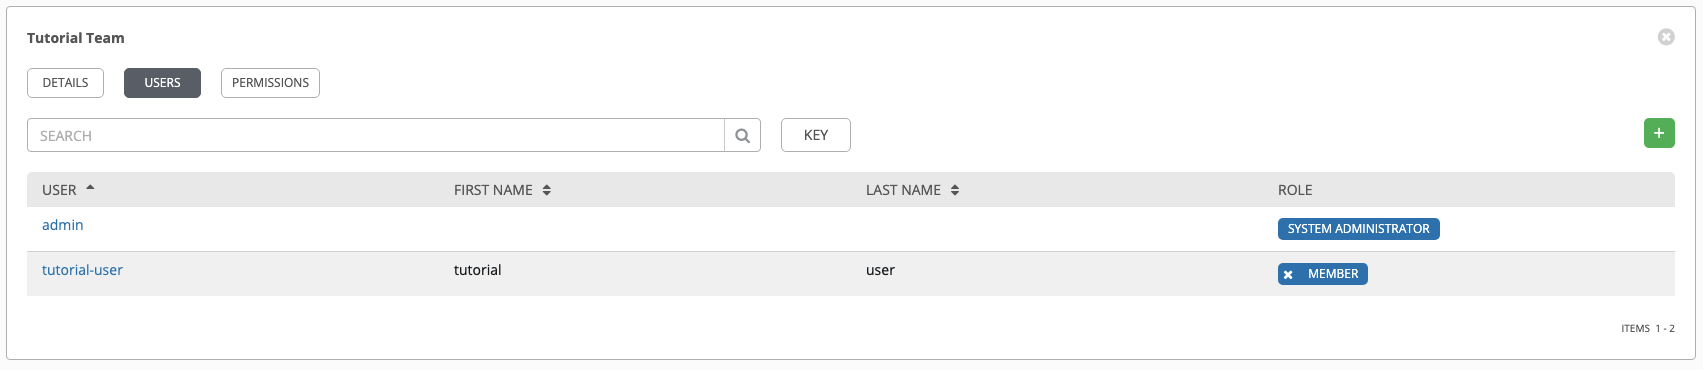 Tutorial Team
DETAILS USERS PERMISSIONS
SEARCH KEY +
USER FIRST NAME LAST NAME ROLE
admin SYSTEM ADMINISTRATOR
tutorial-user tutorial user MEMBER
ITEMS 1 - 2